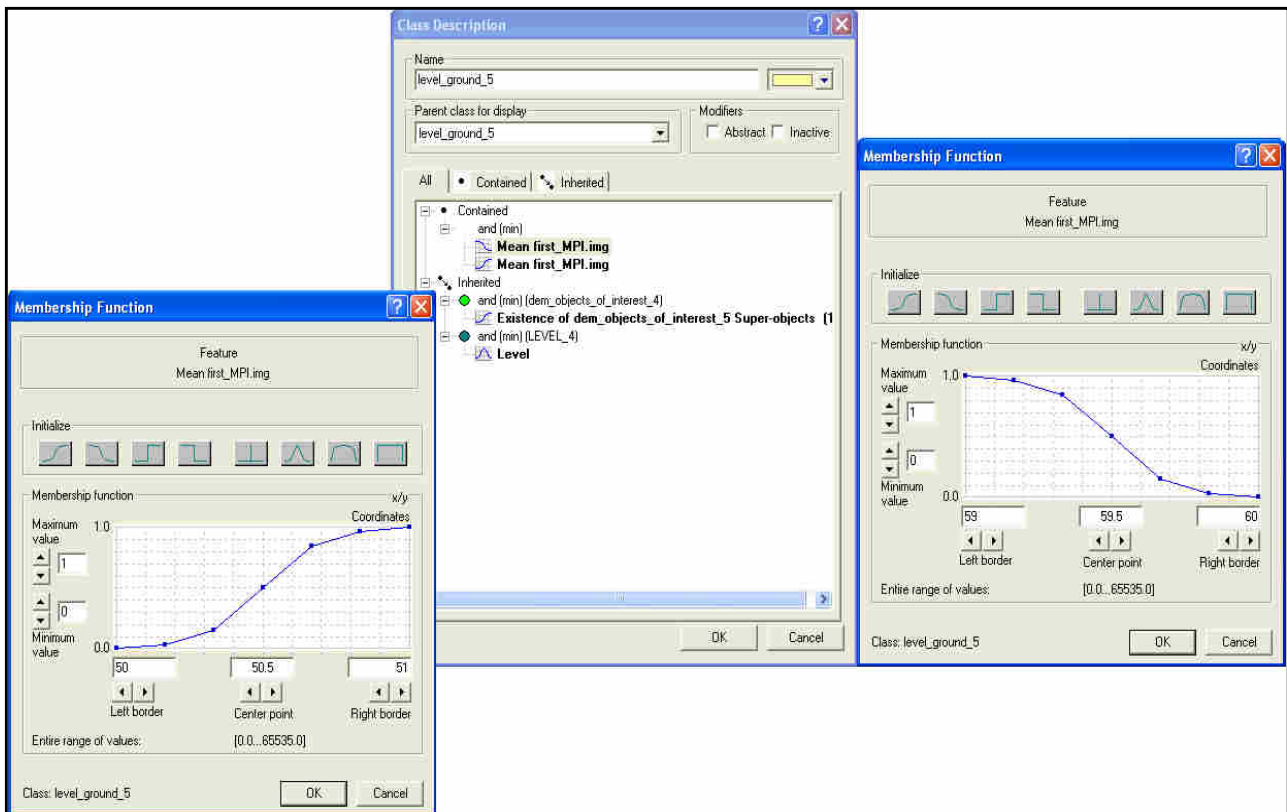 Class Description
Name
level_ground_5
Parent class for display
level_ground_5
Modifiers
Abstract Inactive
All Contained Inherited
Contained
and (min)
Mean first_MPI.img
Mean first_MPI.img
Inherited
and (min) (dem_objects_of_interest_4)
Existence of dem_objects_of_interest_5 Super-objects (1
and (min) (LEVEL_4)
Level
OK Cancel
Membership Function
Feature
Mean first_MPI.img
Initialize
Membership function x/y
Coordinates
Maximum
value
1.0
1
0
Minimum
value
0.0
50 50.5 51
Left border Center point Right border
Entire range of values: [0.0...65535.0]
Class: level_ground_5 OK Cancel
Membership Function
Feature
Mean first_MPI.img
Initialize
Membership function x/y
Coordinates
Maximum
value
1.0
1
0
Minimum
value
0.0
59 59.5 60
Left border Center point Right border
Entire range of values: [0.0...65535.0]
Class: level_ground_5 OK Cancel